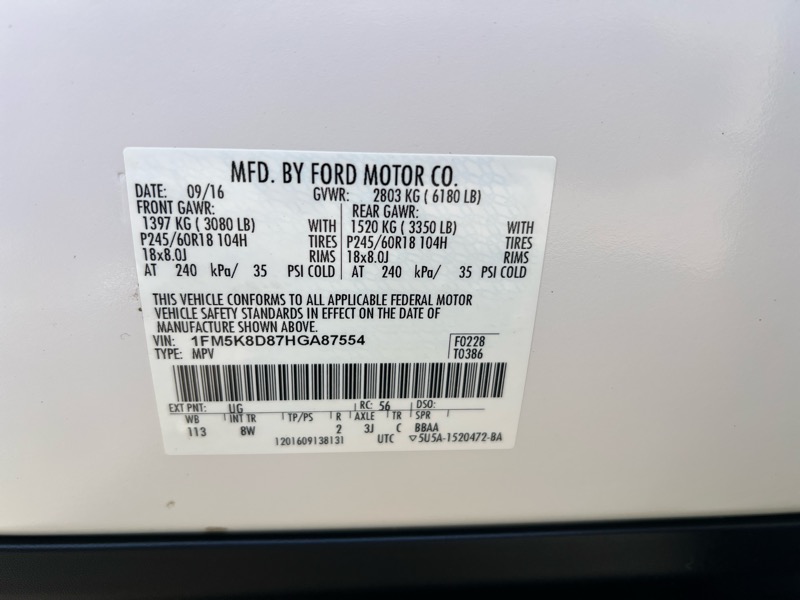 MFD. BY FORD MOTOR CO.
DATE: 09/16 GVWR: 2803 KG ( 6180 LB)
FRONT GAWR: REAR GAWR:
1397 KG ( 3080 LB) WITH 1520 KG ( 3350 LB) WITH
P245/60R18 104H TIRES P245/60R18 104H TIRES
18x8.0J RIMS 18x8.0J RIMS
AT 240 kPa/ 35 PSI COLD AT 240 kPa/ 35 PSI COLD
THIS VEHICLE CONFORMS TO ALL APPLICABLE FEDERAL MOTOR
VEHICLE SAFETY STANDARDS IN EFFECT ON THE DATE OF
MANUFACTURE SHOWN ABOVE.
VIN: 1FM5K8D87HGA87554 F0228
TYPE: MPV T0386
EXT PNT: UG RC: 56 DSO:
WB INT TR TP/PS R AXLE TR SPR
113 8W 2 3J C BBAA
1201609138131 UTC ▽5U5A-1520472-BA